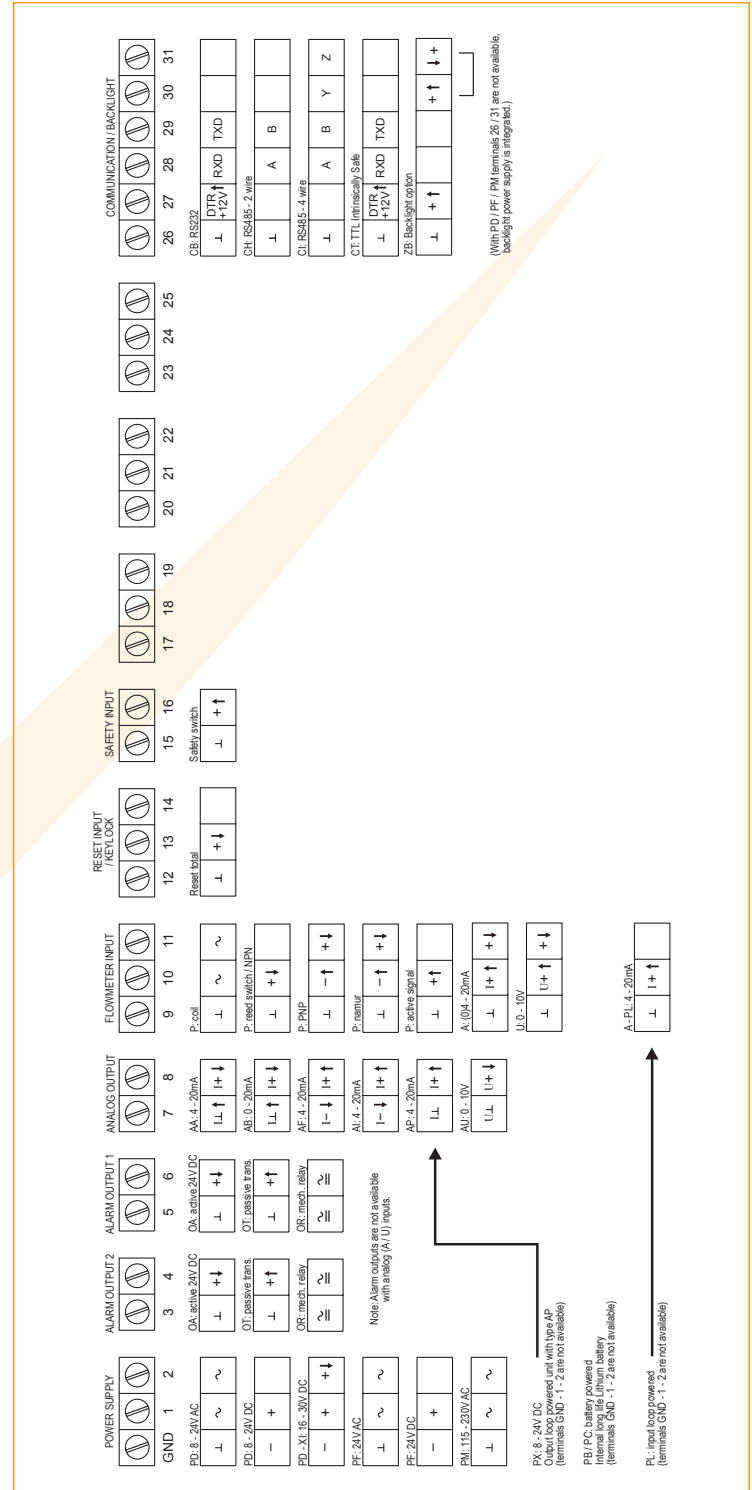 POWER SUPPLY
GND 1 2
PD: 8 - 24V AC
⊥ ~ ~
PD: 8 - 24V DC
− +
PD - XI: 16 - 30V DC
− + +↓
PF: 24V AC
⊥ ~ ~
PF: 24V DC
− +
PM: 115 - 230V AC
⊥ ~ ~
PX: 8 - 24V DC
Output loop powered unit with type AP
(terminals GND - 1 - 2 are not available)
PB / PC: battery powered
Internal long life Lithium battery
(terminals GND - 1 - 2 are not available)
PL: input loop powered
(terminals GND - 1 - 2 are not available)
ALARM OUTPUT 2
3 4
OA: active 24V DC
⊥ +↓
OT: passive trans.
⊥ +↑
OR: mech. relay
≂ ≂
ALARM OUTPUT 1
5 6
OA: active 24V DC
⊥ +↓
OT: passive trans.
⊥ +↑
OR: mech. relay
≂ ≂
Note: Alarm outputs are not available
with analog (A / U) inputs.
ANALOG OUTPUT
7 8
AA: 4 - 20mA
I⊥↑ I+↓
AB: 0 - 20mA
I⊥↑ I+↓
AF: 4 - 20mA
I−↓ I+↑
AI: 4 - 20mA
I−↓ I+↑
AP: 4 - 20mA
I⊥ I+↑
AU: 0 - 10V
U⊥ U+↓
FLOWMETER INPUT
9 10 11
P: coil
⊥ ~ ~
P: reed switch / NPN
⊥ +↓
P: PNP
⊥ −↑ +↓
P: namur
⊥ −↑ +↓
P: active signal
⊥ +↑
A: (0)4 - 20mA
⊥ I+↑ +↓
U: 0 - 10V
⊥ U+↑ +↓
A - PL: 4 - 20mA
⊥ I+↑
RESET INPUT
/ KEYLOCK
12 13 14
Reset total
⊥ +↓
SAFETY INPUT
15 16
Safety switch
⊥ +↑
17 18 19
20 21 22
23 24 25
COMMUNICATION / BACKLIGHT
26 27 28 29 30 31
CB: RS232
⊥ DTR +12V↑ RXD TXD
CH: RS485 - 2 wire
⊥ A B
CI: RS485 - 4 wire
⊥ A B Y Z
CT: TTL Intrinsically Safe
⊥ DTR +12V↑ RXD TXD
ZB: Backlight option
⊥ +↑ +↑ ↓+
(With PD / PF / PM terminals 26 / 31 are not available,
backlight power supply is integrated.)